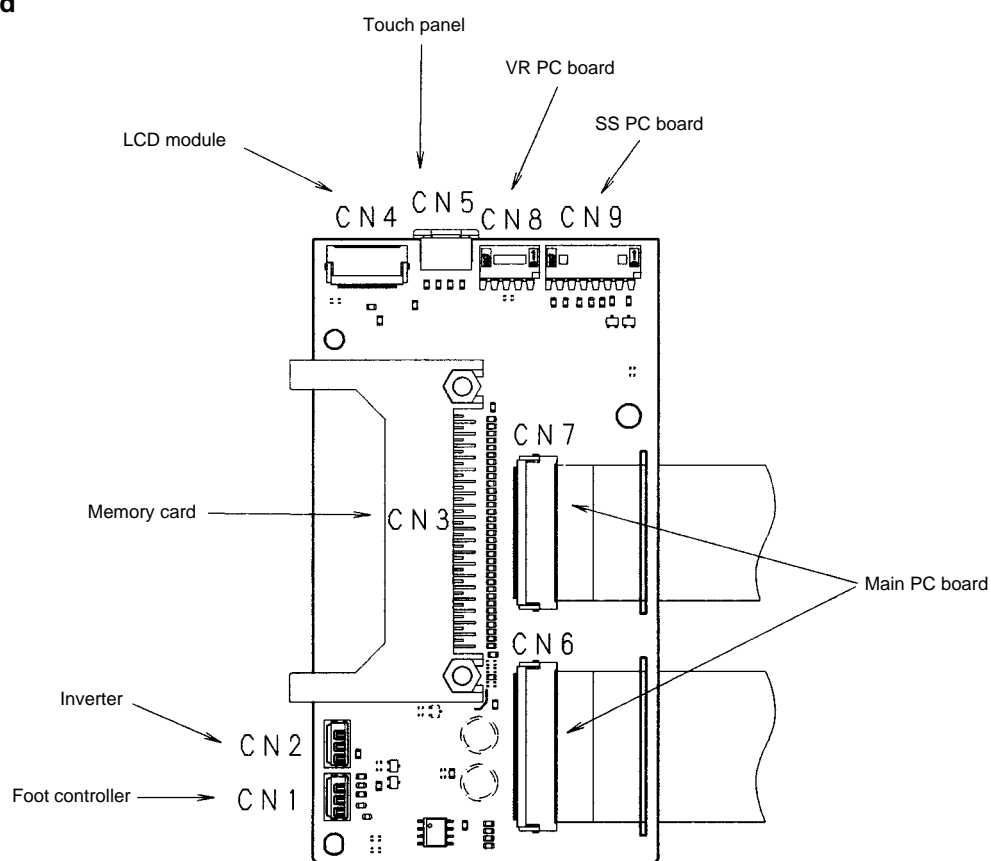 d
Touch panel
VR PC board
SS PC board
LCD module
CN5
CN4
CN8
CN9
CN7
Memory card
CN3
Main PC board
CN6
Inverter
CN2
Foot controller
CN1